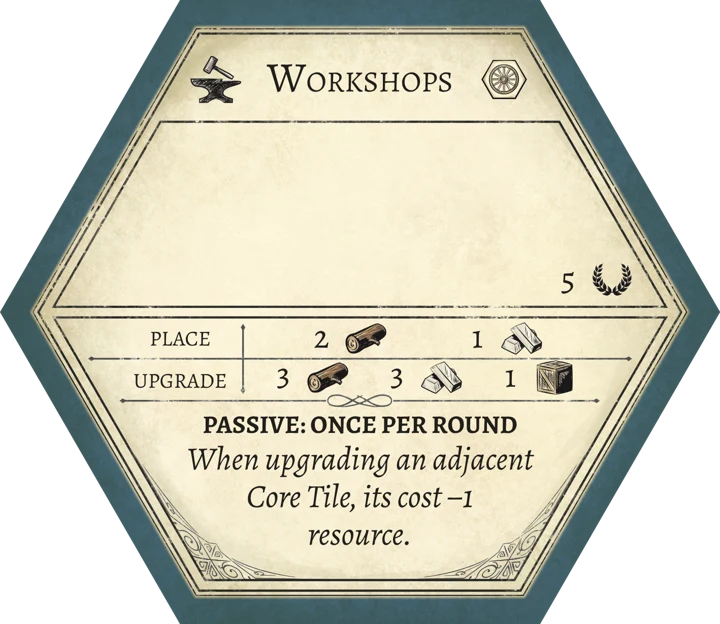 Workshops
5
PLACE 2 1
UPGRADE 3 3 1
PASSIVE: ONCE PER ROUND
When upgrading an adjacent
Core Tile, its cost –1
resource.